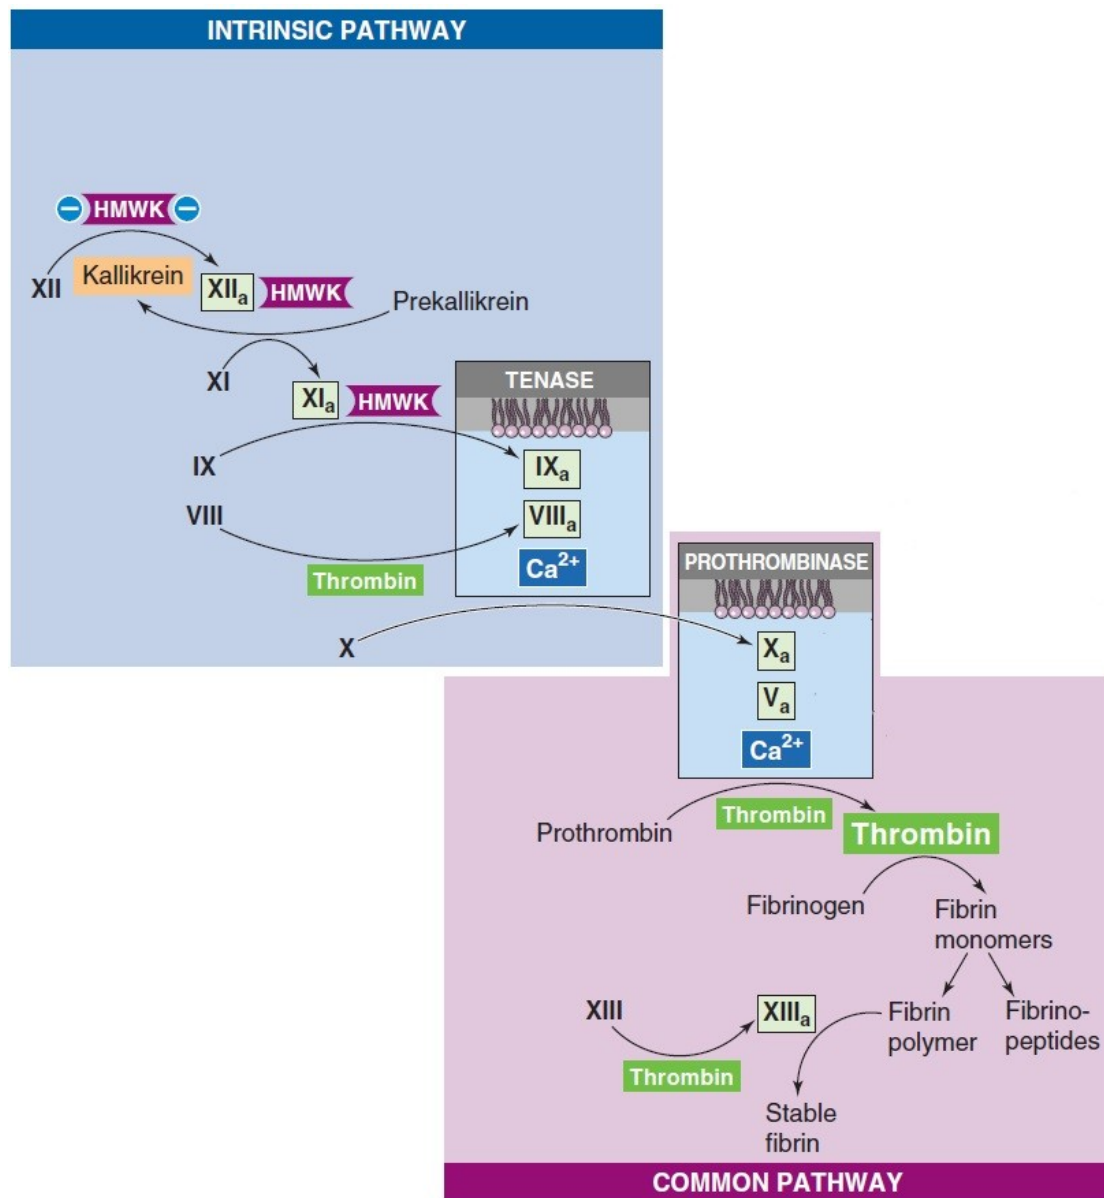 INTRINSIC PATHWAY
− HMWK −
XII
Kallikrein
XIIa
HMWK
Prekallikrein
XI
XIa
HMWK
TENASE
IX
IXa
VIII
VIIIa
Thrombin
Ca2+
X
PROTHROMBINASE
Xa
Va
Ca2+
Prothrombin
Thrombin
Thrombin
Fibrinogen
Fibrin
monomers
XIII
XIIIa
Thrombin
Fibrin
polymer
Fibrino-
peptides
Stable
fibrin
COMMON PATHWAY